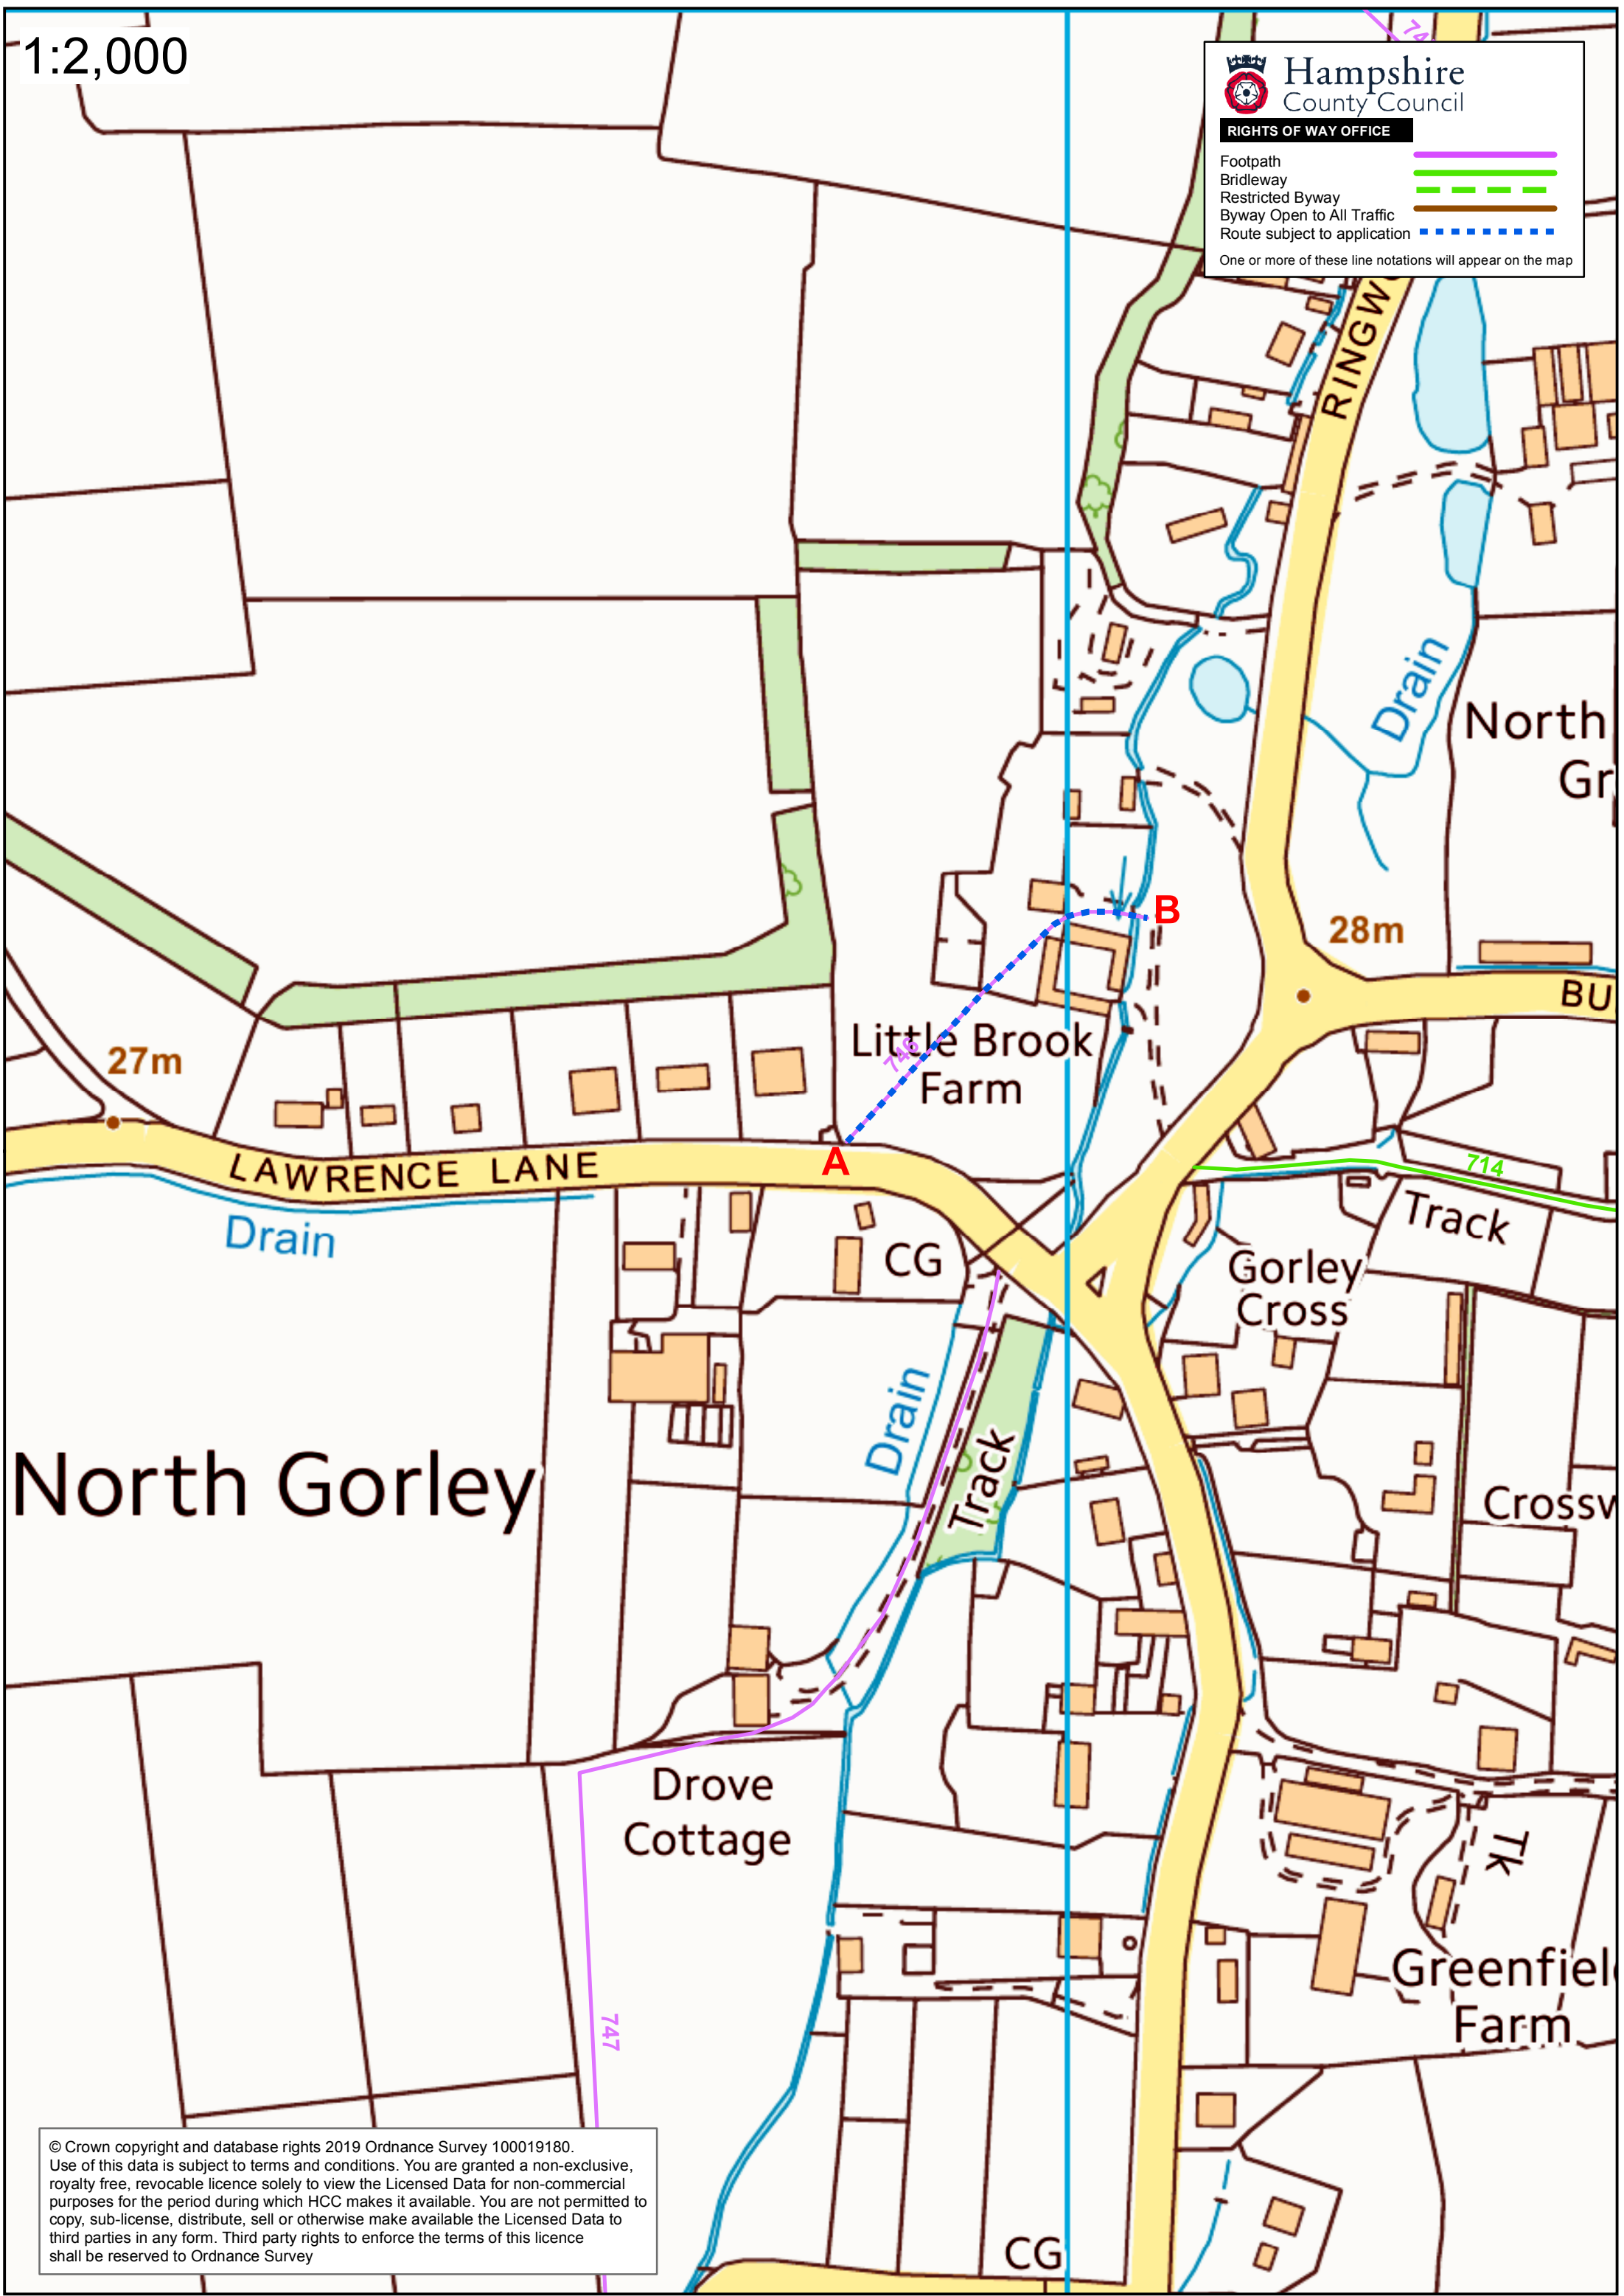 1:2,000
74
Hampshire
County Council
RIGHTS OF WAY OFFICE
Footpath
Bridleway
Restricted Byway
Byway Open to All Traffic
Route subject to application
One or more of these line notations will appear on the map
RINGW
Drain
North
Gr
B
28m
BU
Little Brook
Farm
746
27m
A
LAWRENCE LANE
Drain
714
Track
CG
Gorley
Cross
Drain
Track
North Gorley
Crossw
Drove
Cottage
Tk
Greenfiel
Farm
747
CG
© Crown copyright and database rights 2019 Ordnance Survey 100019180.
Use of this data is subject to terms and conditions. You are granted a non-exclusive,
royalty free, revocable licence solely to view the Licensed Data for non-commercial
purposes for the period during which HCC makes it available. You are not permitted to
copy, sub-license, distribute, sell or otherwise make available the Licensed Data to
third parties in any form. Third party rights to enforce the terms of this licence
shall be reserved to Ordnance Survey